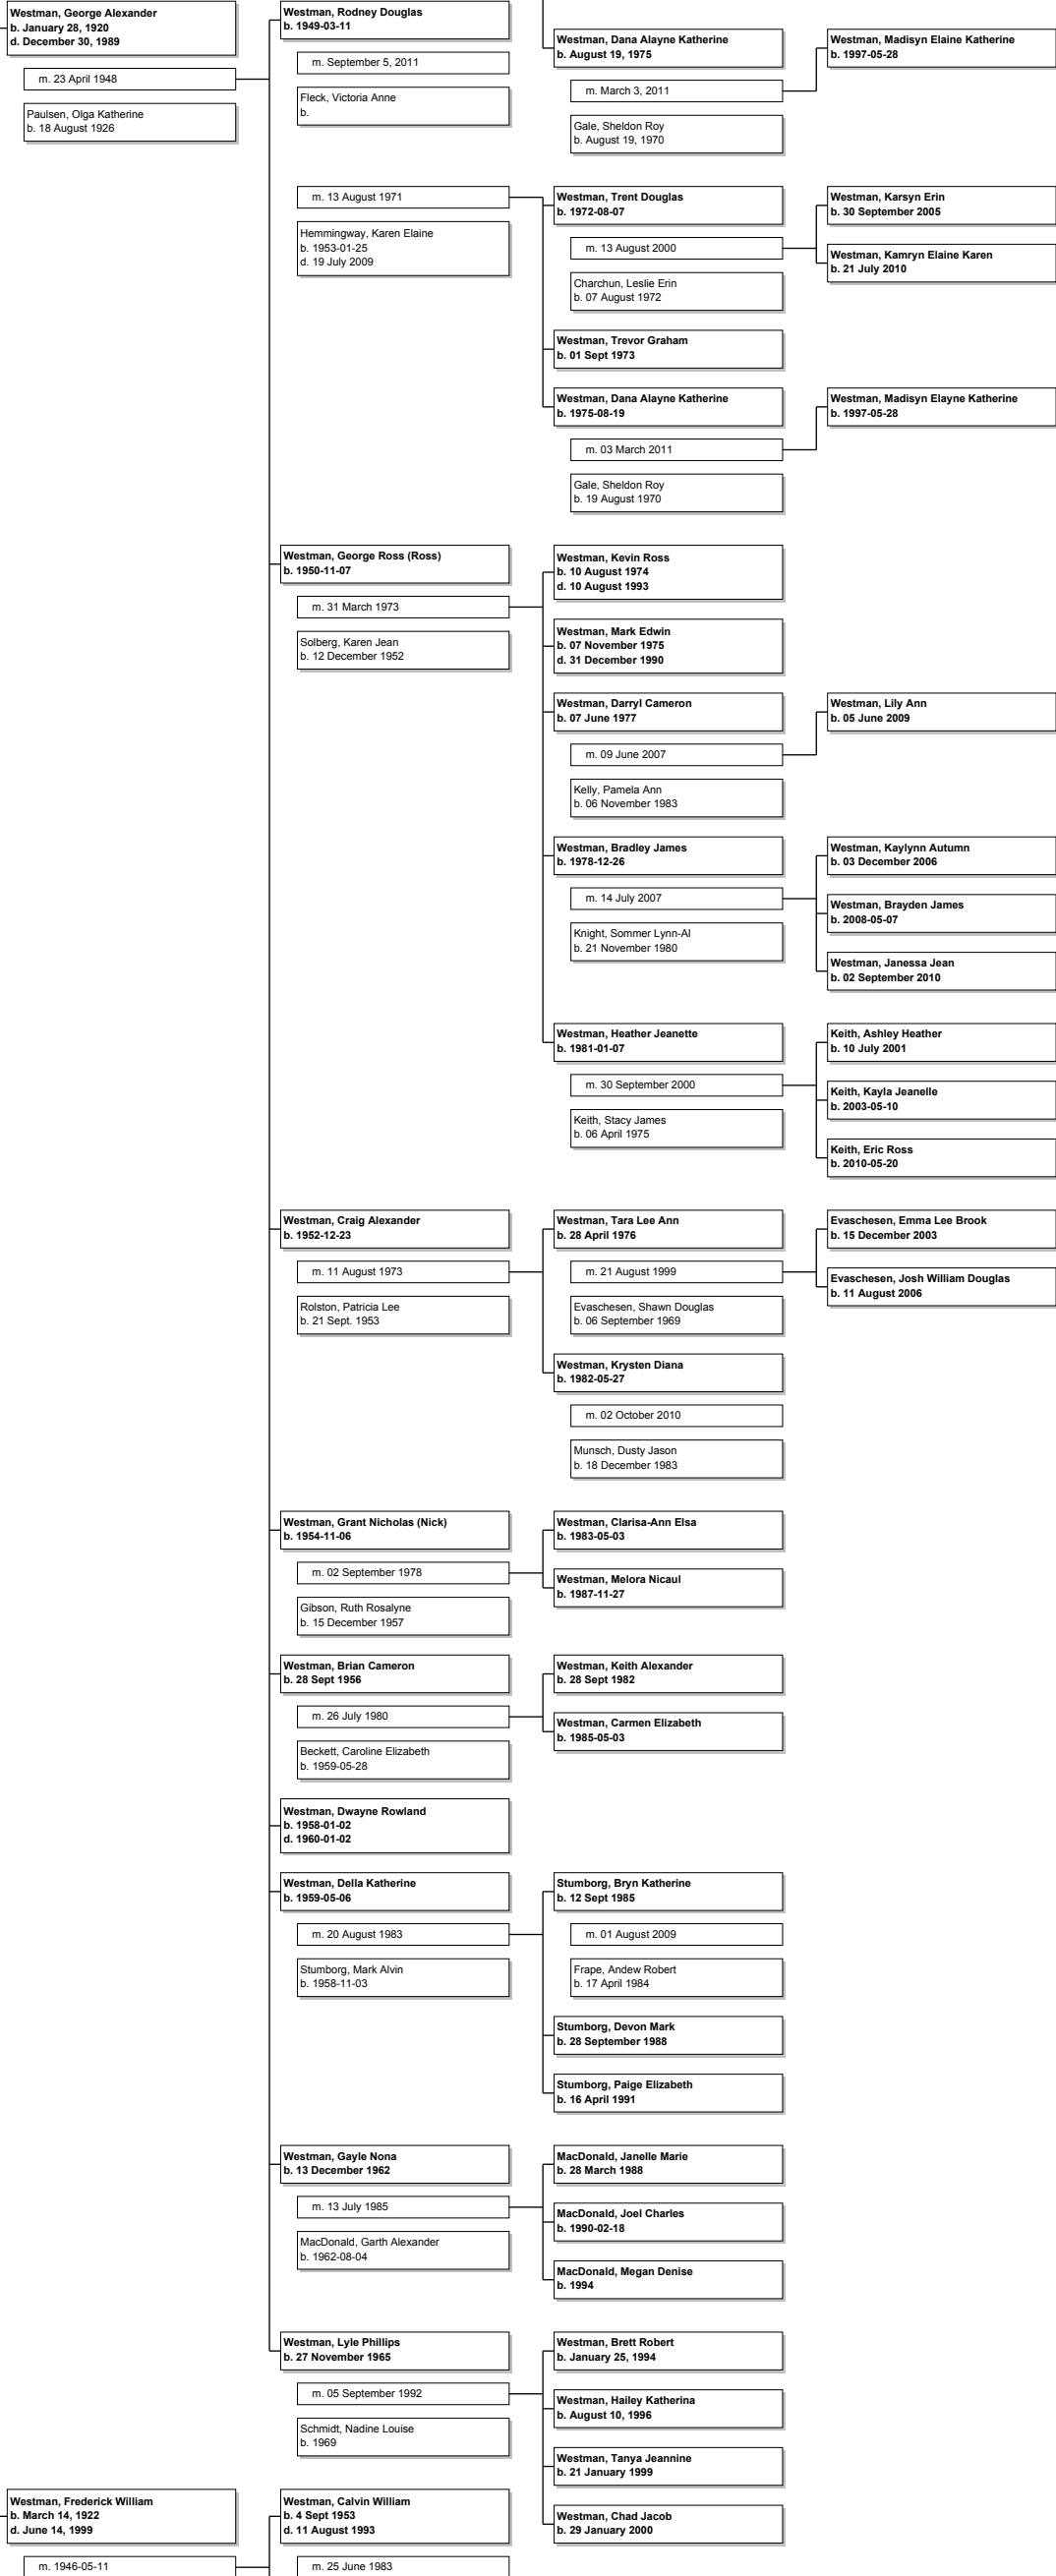 Westman, George Alexander
b. January 28, 1920
d. December 30, 1989
m. 23 April 1948
Paulsen, Olga Katherine
b. 18 August 1926
Westman, Rodney Douglas
b. 1949-03-11
m. September 5, 2011
Fleck, Victoria Anne
b.
Westman, Dana Alayne Katherine
b. August 19, 1975
m. March 3, 2011
Gale, Sheldon Roy
b. August 19, 1970
Westman, Madisyn Elaine Katherine
b. 1997-05-28
m. 13 August 1971
Hemmingway, Karen Elaine
b. 1953-01-25
d. 19 July 2009
Westman, Trent Douglas
b. 1972-08-07
m. 13 August 2000
Charchun, Leslie Erin
b. 07 August 1972
Westman, Karsyn Erin
b. 30 September 2005
Westman, Kamryn Elaine Karen
b. 21 July 2010
Westman, Trevor Graham
b. 01 Sept 1973
Westman, Dana Alayne Katherine
b. 1975-08-19
m. 03 March 2011
Gale, Sheldon Roy
b. 19 August 1970
Westman, Madisyn Elayne Katherine
b. 1997-05-28
Westman, George Ross (Ross)
b. 1950-11-07
m. 31 March 1973
Solberg, Karen Jean
b. 12 December 1952
Westman, Kevin Ross
b. 10 August 1974
d. 10 August 1993
Westman, Mark Edwin
b. 07 November 1975
d. 31 December 1990
Westman, Darryl Cameron
b. 07 June 1977
m. 09 June 2007
Kelly, Pamela Ann
b. 06 November 1983
Westman, Lily Ann
b. 05 June 2009
Westman, Bradley James
b. 1978-12-26
m. 14 July 2007
Knight, Sommer Lynn-Al
b. 21 November 1980
Westman, Kaylynn Autumn
b. 03 December 2006
Westman, Brayden James
b. 2008-05-07
Westman, Janessa Jean
b. 02 September 2010
Westman, Heather Jeanette
b. 1981-01-07
m. 30 September 2000
Keith, Stacy James
b. 06 April 1975
Keith, Ashley Heather
b. 10 July 2001
Keith, Kayla Jeanelle
b. 2003-05-10
Keith, Eric Ross
b. 2010-05-20
Westman, Craig Alexander
b. 1952-12-23
m. 11 August 1973
Rolston, Patricia Lee
b. 21 Sept. 1953
Westman, Tara Lee Ann
b. 28 April 1976
m. 21 August 1999
Evaschesen, Shawn Douglas
b. 06 September 1969
Evaschesen, Emma Lee Brook
b. 15 December 2003
Evaschesen, Josh William Douglas
b. 11 August 2006
Westman, Krysten Diana
b. 1982-05-27
m. 02 October 2010
Munsch, Dusty Jason
b. 18 December 1983
Westman, Grant Nicholas (Nick)
b. 1954-11-06
m. 02 September 1978
Gibson, Ruth Rosalyne
b. 15 December 1957
Westman, Clarisa-Ann Elsa
b. 1983-05-03
Westman, Melora Nicaul
b. 1987-11-27
Westman, Brian Cameron
b. 28 Sept 1956
m. 26 July 1980
Beckett, Caroline Elizabeth
b. 1959-05-28
Westman, Keith Alexander
b. 28 Sept 1982
Westman, Carmen Elizabeth
b. 1985-05-03
Westman, Dwayne Rowland
b. 1958-01-02
d. 1960-01-02
Westman, Della Katherine
b. 1959-05-06
m. 20 August 1983
Stumborg, Mark Alvin
b. 1958-11-03
Stumborg, Bryn Katherine
b. 12 Sept 1985
m. 01 August 2009
Frape, Andew Robert
b. 17 April 1984
Stumborg, Devon Mark
b. 28 September 1988
Stumborg, Paige Elizabeth
b. 16 April 1991
Westman, Gayle Nona
b. 13 December 1962
m. 13 July 1985
MacDonald, Garth Alexander
b. 1962-08-04
MacDonald, Janelle Marie
b. 28 March 1988
MacDonald, Joel Charles
b. 1990-02-18
MacDonald, Megan Denise
b. 1994
Westman, Lyle Phillips
b. 27 November 1965
m. 05 September 1992
Schmidt, Nadine Louise
b. 1969
Westman, Brett Robert
b. January 25, 1994
Westman, Hailey Katherina
b. August 10, 1996
Westman, Tanya Jeannine
b. 21 January 1999
Westman, Chad Jacob
b. 29 January 2000
Westman, Frederick William
b. March 14, 1922
d. June 14, 1999
m. 1946-05-11
Westman, Calvin William
b. 4 Sept 1953
d. 11 August 1993
m. 25 June 1983